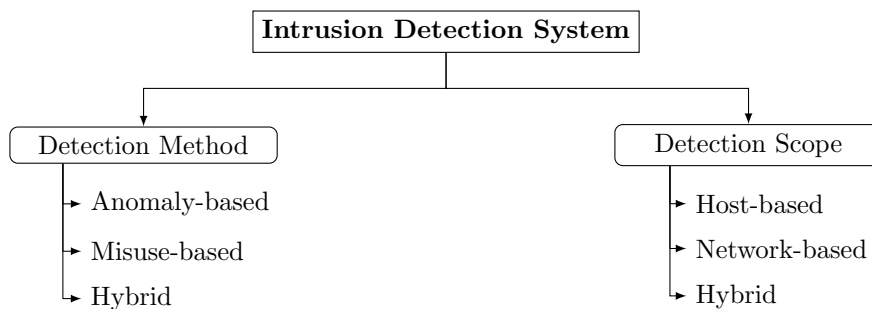 Intrusion Detection System
Detection Method
Anomaly-based
Misuse-based
Hybrid
Detection Scope
Host-based
Network-based
Hybrid